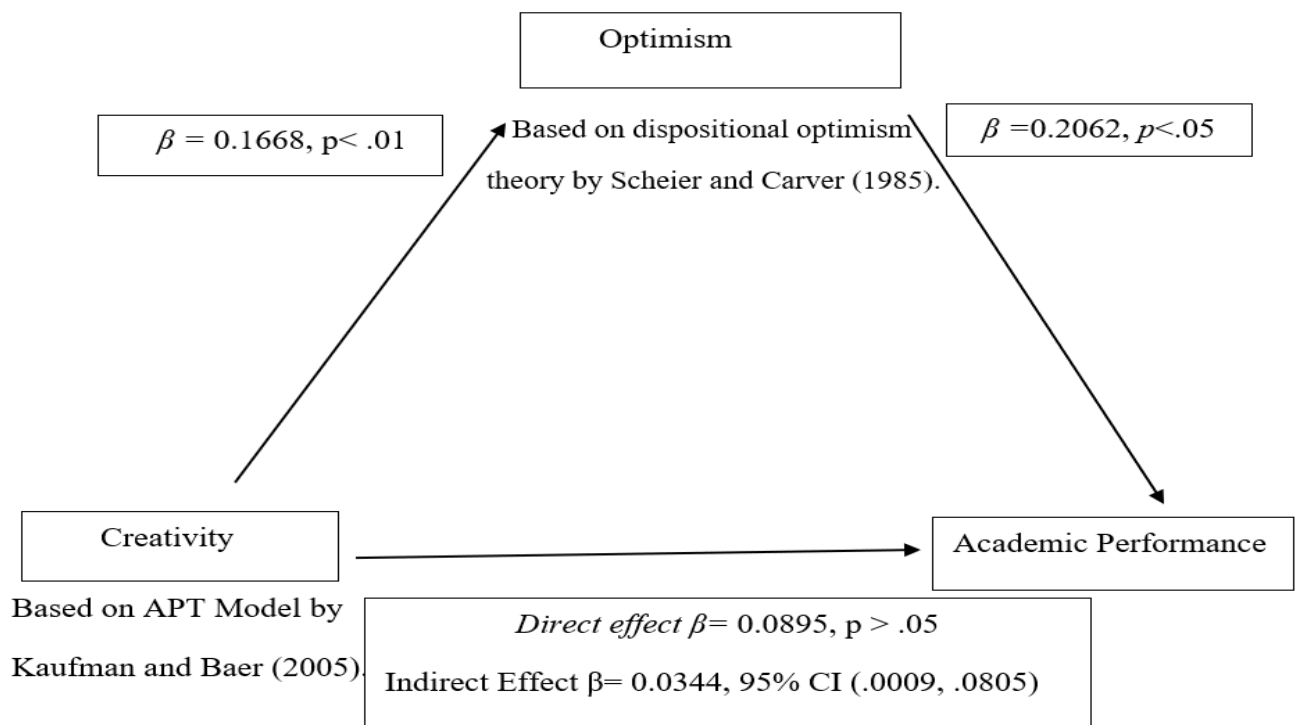 Optimism
β = 0.1668, p< .01
Based on dispositional optimism
theory by Scheier and Carver (1985).
β =0.2062, p<.05
Creativity
Based on APT Model by
Kaufman and Baer (2005).
Academic Performance
Direct effect β= 0.0895, p > .05
Indirect Effect β= 0.0344, 95% CI (.0009, .0805)